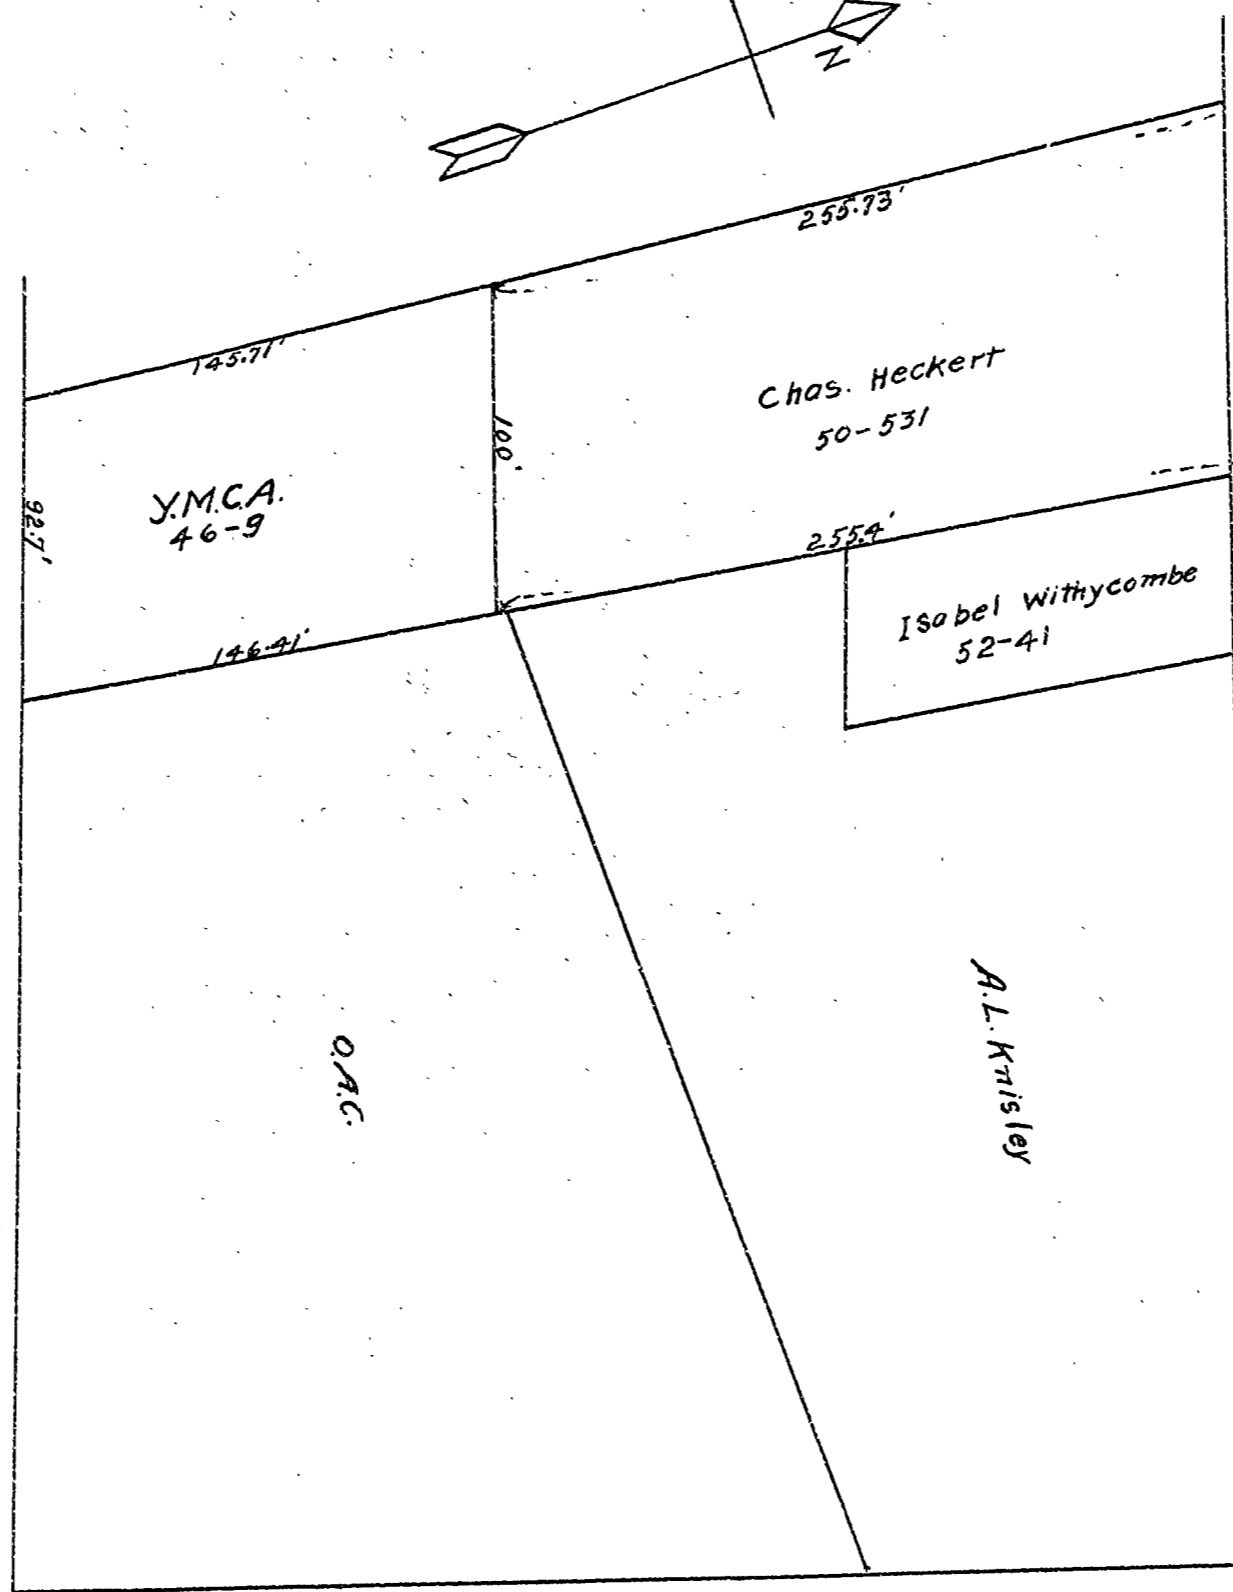 N
255.73'
145.71'
Chas. Heckert
50-531
100'
Y.M.C.A.
46-9
92.7'
255.4'
Isabel Withycombe
52-41
146.41'
A.L. Knisley
O.A.C.